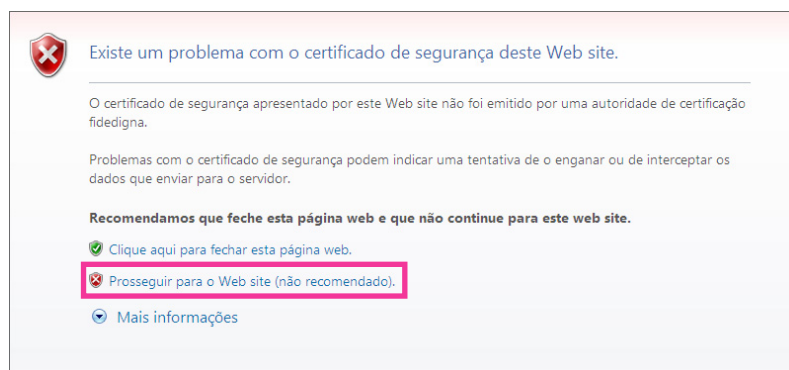 Existe um problema com o certificado de segurança deste Web site.
O certificado de segurança apresentado por este Web site não foi emitido por uma autoridade de certificação
fidedigna.
Problemas com o certificado de segurança podem indicar uma tentativa de o enganar ou de interceptar os
dados que enviar para o servidor.
Recomendamos que feche esta página web e que não continue para este web site.
Clique aqui para fechar esta página web.
Prosseguir para o Web site (não recomendado).
Mais informações